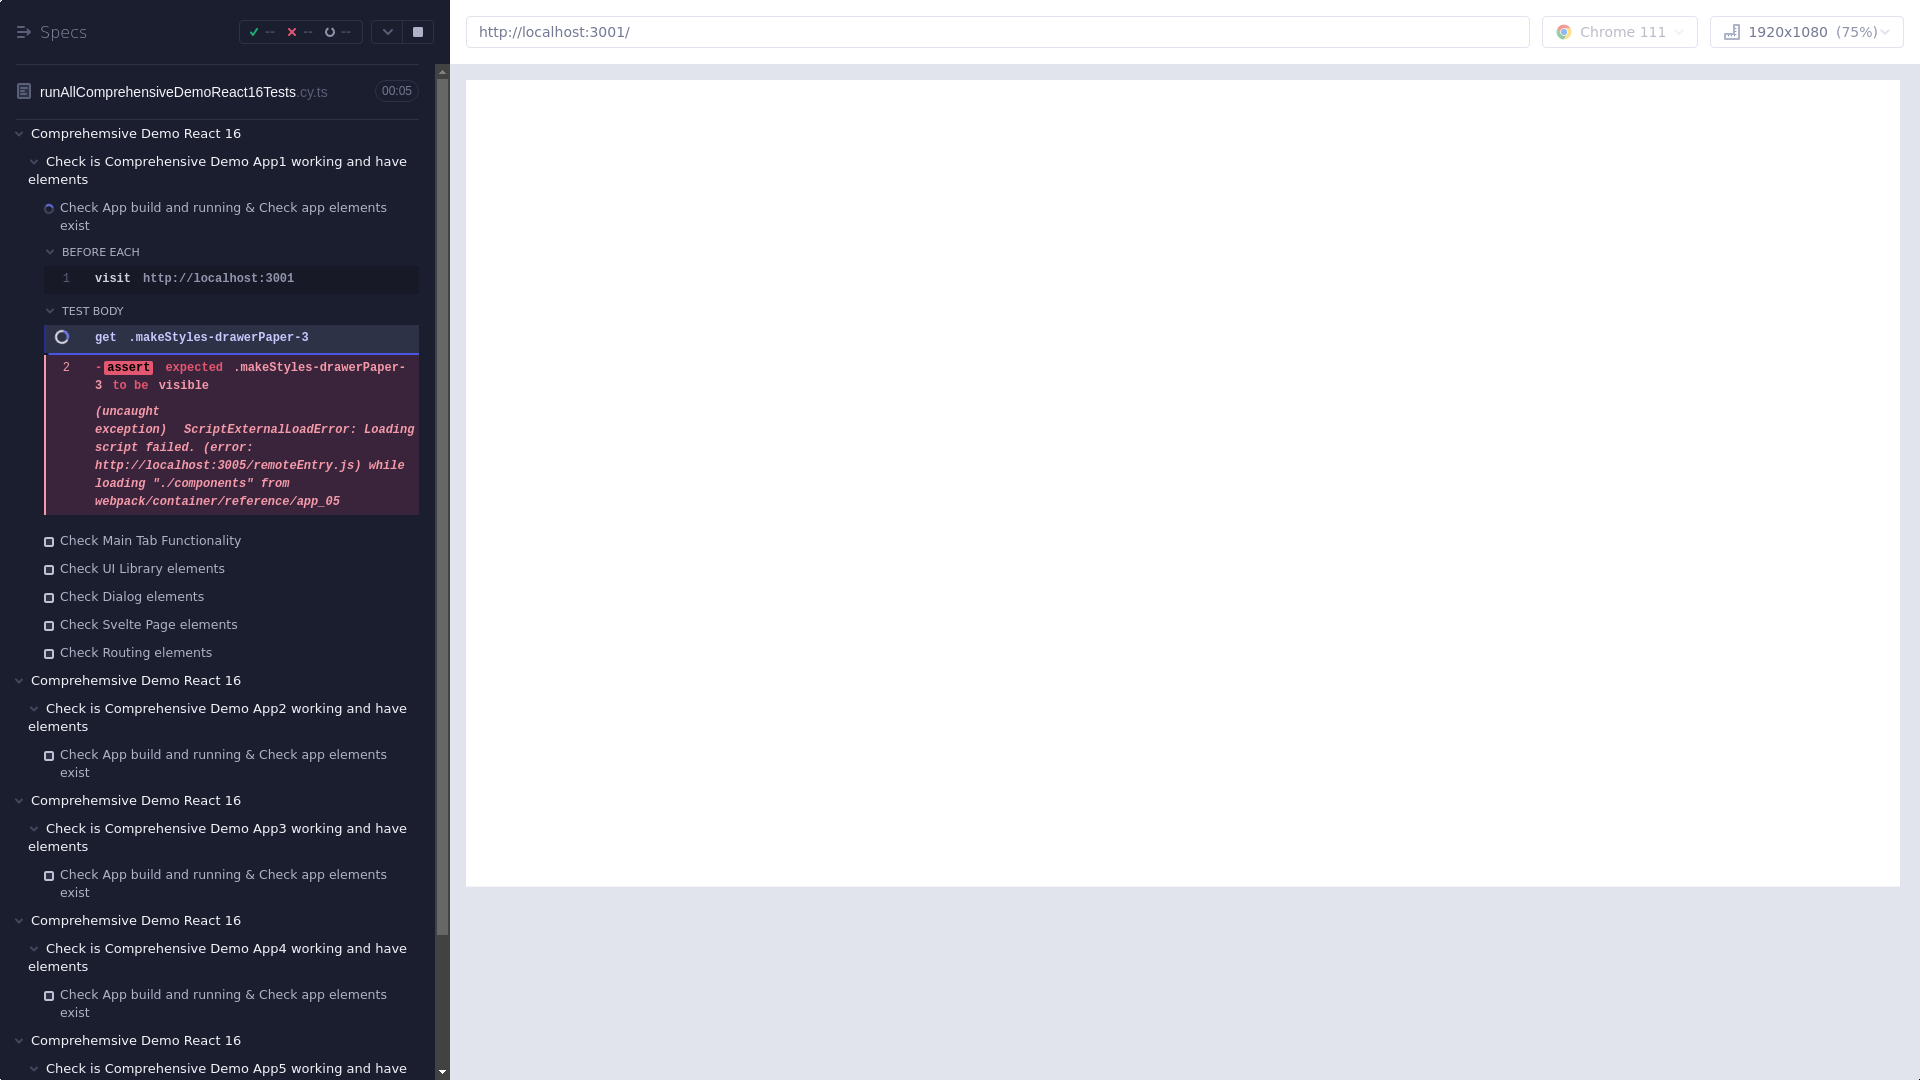 Specs
-- -- --
http://localhost:3001/
Chrome 111
1920x1080 (75%)
runAllComprehensiveDemoReact16Tests.cy.ts
00:05
Comprehemsive Demo React 16
Check is Comprehensive Demo App1 working and have
elements
Check App build and running & Check app elements
exist
BEFORE EACH
1 visit http://localhost:3001
TEST BODY
get .makeStyles-drawerPaper-3
2 -assert expected .makeStyles-drawerPaper-
3 to be visible
(uncaught
exception) ScriptExternalLoadError: Loading
script failed. (error:
http://localhost:3005/remoteEntry.js) while
loading "./components" from
webpack/container/reference/app_05
Check Main Tab Functionality
Check UI Library elements
Check Dialog elements
Check Svelte Page elements
Check Routing elements
Comprehemsive Demo React 16
Check is Comprehensive Demo App2 working and have
elements
Check App build and running & Check app elements
exist
Comprehemsive Demo React 16
Check is Comprehensive Demo App3 working and have
elements
Check App build and running & Check app elements
exist
Comprehemsive Demo React 16
Check is Comprehensive Demo App4 working and have
elements
Check App build and running & Check app elements
exist
Comprehemsive Demo React 16
Check is Comprehensive Demo App5 working and have